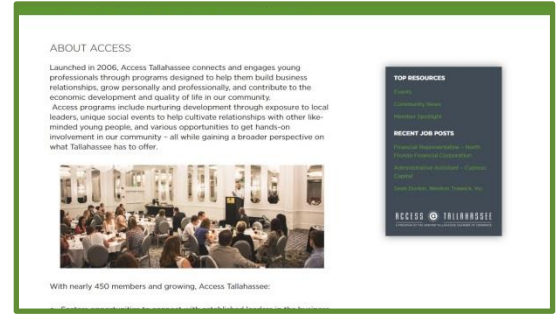 ABOUT ACCESS
Launched in 2006, Access Tallahassee connects and engages young
professionals through programs designed to help them build business
relationships, grow personally and professionally, and contribute to the
economic development and quality of life in our community.
Access programs include nurturing development through exposure to local
leaders, unique social events to help cultivate relationships with other like-
minded young people, and various opportunities to get hands-on
involvement in our community – all while gaining a broader perspective on
what Tallahassee has to offer.
With nearly 450 members and growing, Access Tallahassee:
TOP RESOURCES
Events
Community News
Member Spotlight
RECENT JOB POSTS
Financial Representative – North
Florida Financial Corporation
Administrative Assistant – Capital
ACCESS TALLAHASSEE